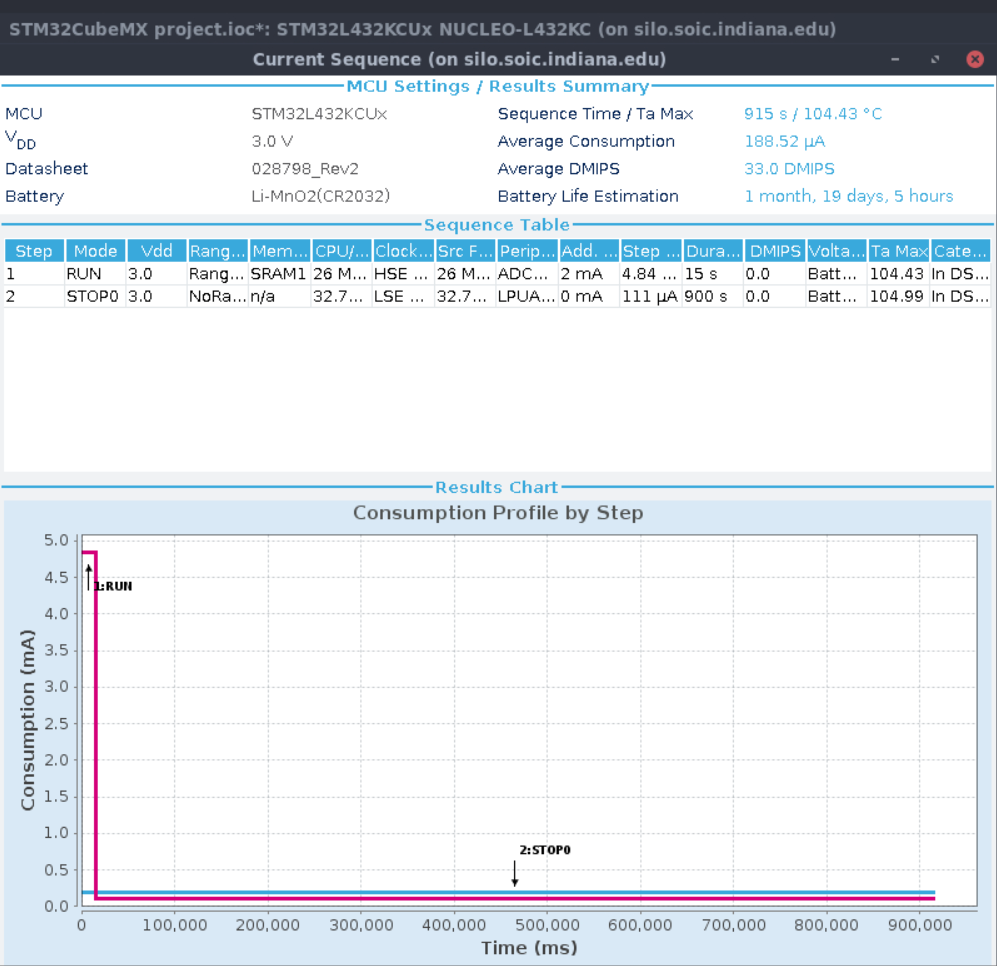 STM32CubeMX project.ioc*: STM32L432KCUx NUCLEO-L432KC (on silo.soic.indiana.edu)
Current Sequence (on silo.soic.indiana.edu)
MCU Settings / Results Summary
MCU STM32L432KCUx Sequence Time / Ta Max 915 s / 104.43 °C
VDD 3.0 V Average Consumption 188.52 µA
Datasheet 028798_Rev2 Average DMIPS 33.0 DMIPS
Battery Li-MnO2(CR2032) Battery Life Estimation 1 month, 19 days, 5 hours
Sequence Table
Step Mode Vdd Rang... Mem... CPU/... Clock... Src F... Perip... Add. ... Step ... Dura... DMIPS Volta... Ta Max Cate...
1 RUN 3.0 Rang... SRAM1 26 M... HSE ... 26 M... ADC... 2 mA 4.84 ... 15 s 0.0 Batt... 104.43 In DS...
2 STOP0 3.0 NoRa... n/a 32.7... LSE ... 32.7... LPUA... 0 mA 111 µA 900 s 0.0 Batt... 104.99 In DS...
Results Chart
Consumption Profile by Step
5.0
4.5
1:RUN
4.0
3.5
3.0
2.5
2.0
1.5
1.0
2:STOP0
0.5
0.0
Consumption (mA)
0 100,000 200,000 300,000 400,000 500,000 600,000 700,000 800,000 900,000
Time (ms)